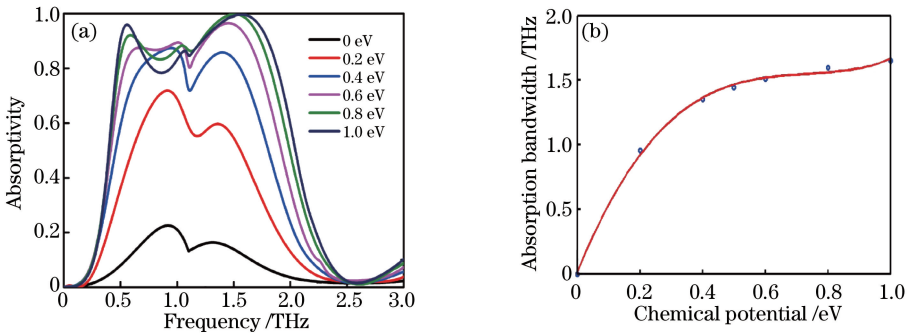 (a)
Absorptivity
1.0
0.8
0.6
0.4
0.2
0
0.5
1.0
1.5
2.0
2.5
3.0
Frequency /THz
0 eV
0.2 eV
0.4 eV
0.6 eV
0.8 eV
1.0 eV
(b)
Absorption bandwidth /THz
2.0
1.5
1.0
0.5
0
0
0.2
0.4
0.6
0.8
1.0
Chemical potential /eV